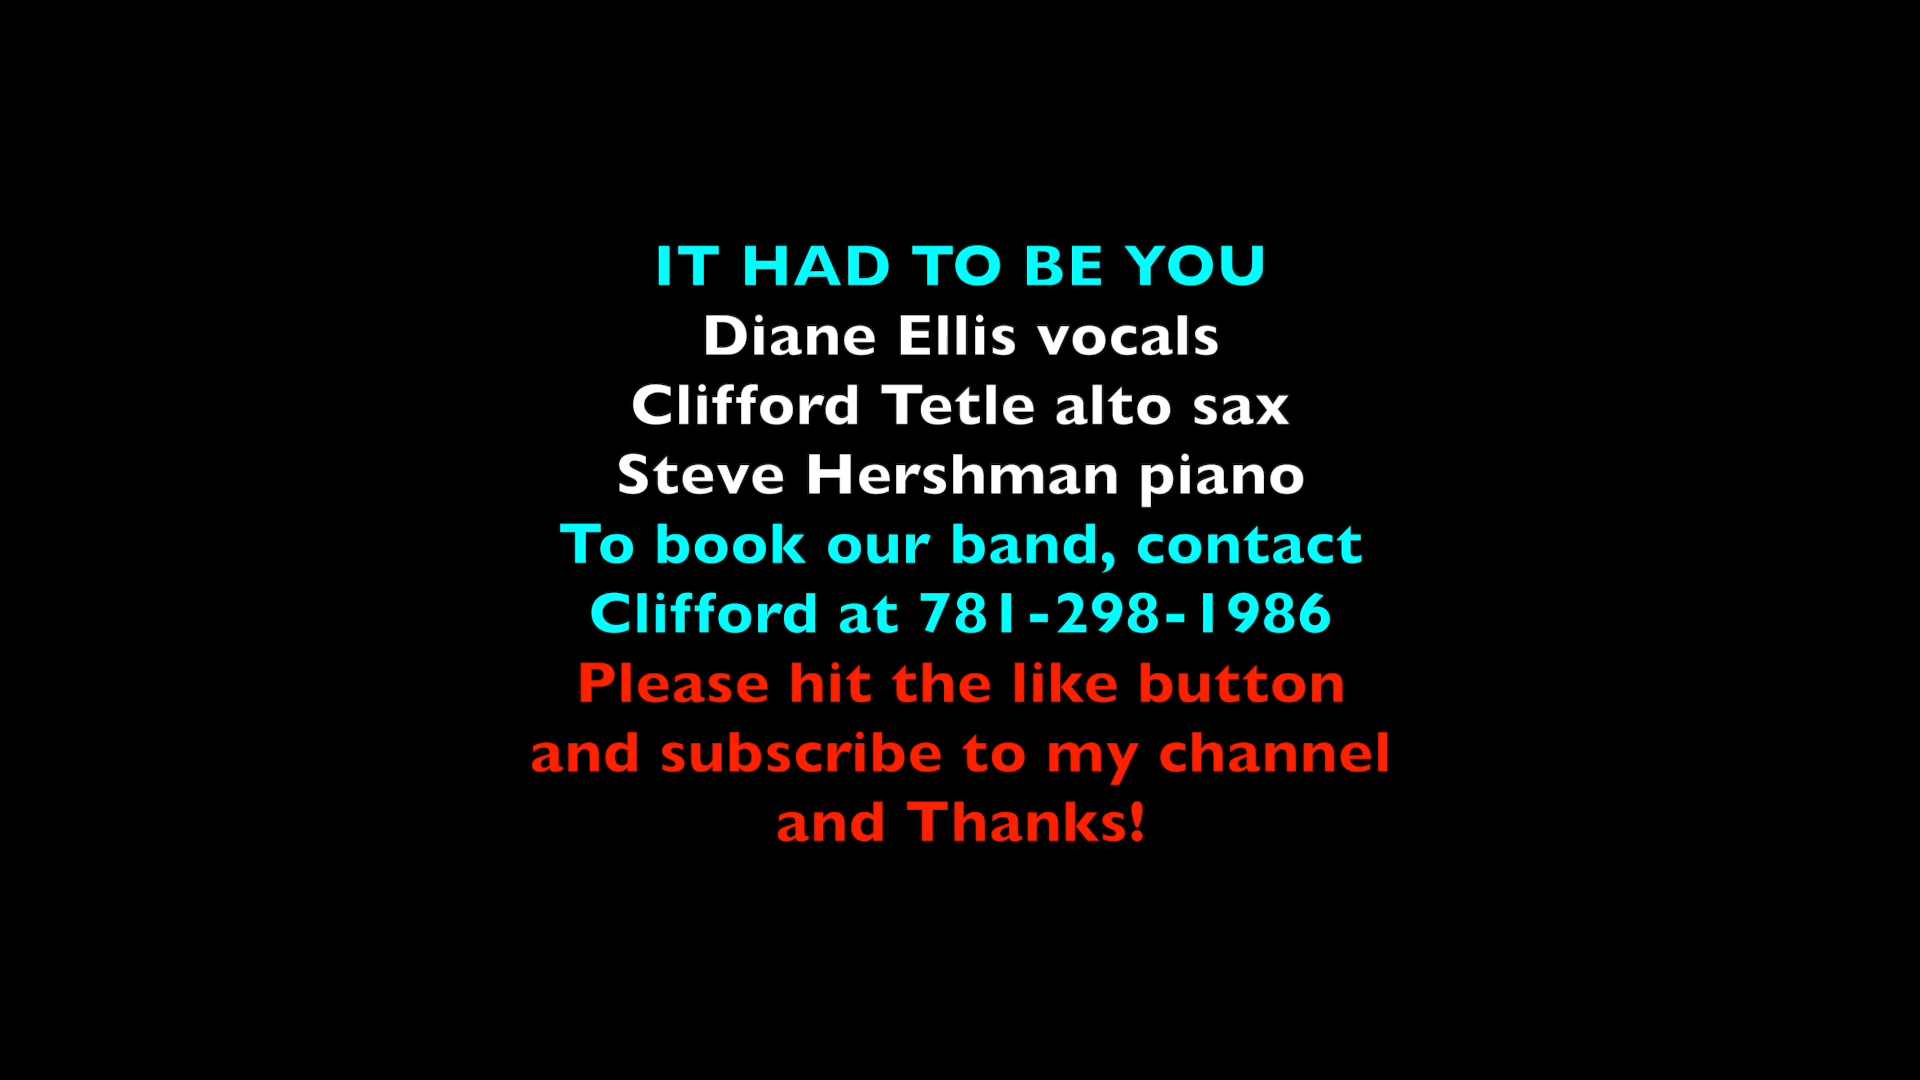 IT HAD TO BE YOU
Diane Ellis vocals
Clifford Tetle alto sax
Steve Hershman piano
To book our band, contact
Clifford at 781-298-1986
Please hit the like button
and subscribe to my channel
and Thanks!